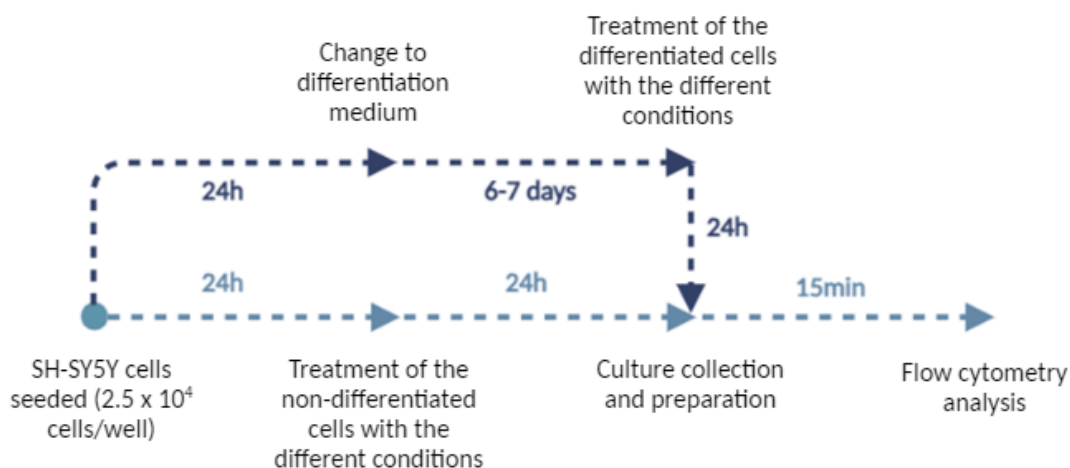 Change to
differentiation
medium
Treatment of the
differentiated cells
with the different
conditions
24h
6-7 days
24h
24h
24h
15min
SH-SY5Y cells
seeded (2.5 x 10⁴
cells/well)
Treatment of the
non-differentiated
cells with the
different conditions
Culture collection
and preparation
Flow cytometry
analysis